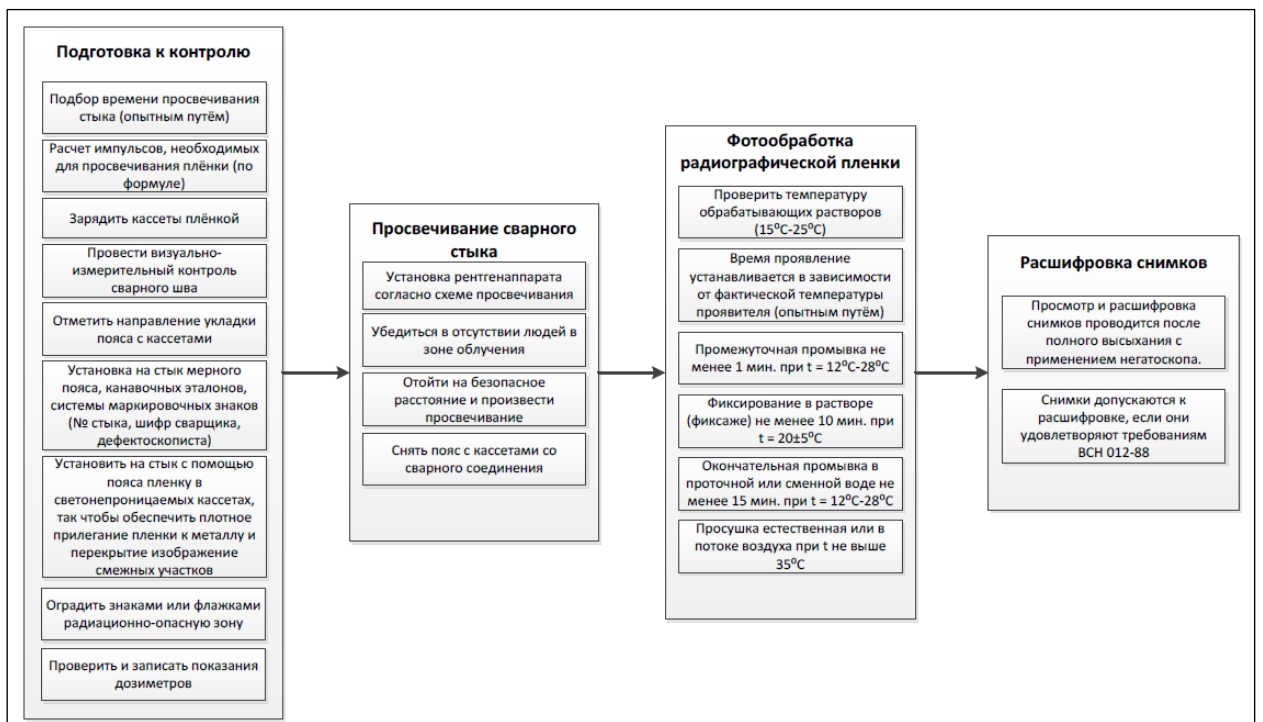 Подготовка к контролю
Подбор времени просвечивания
стыка (опытным путём)
Расчет импульсов, необходимых
для просвечивания плёнки (по
формуле)
Зарядить кассеты плёнкой
Провести визуально-
измерительный контроль
сварного шва
Отметить направление укладки
пояса с кассетами
Установка на стык мерного
пояса, канавочных эталонов,
системы маркировочных знаков
(№ стыка, шифр сварщика,
дефектоскописта)
Установить на стык с помощью
пояса пленку в
светонепроницаемых кассетах,
так чтобы обеспечить плотное
прилегание пленки к металлу и
перекрытие изображение
смежных участков
Оградить знаками или флажками
радиационно-опасную зону
Проверить и записать показания
дозиметров
Просвечивание сварного
стыка
Установка рентгенаппарата
согласно схеме просвечивания
Убедиться в отсутствии людей в
зоне облучения
Отойти на безопасное
расстояние и произвести
просвечивание
Снять пояс с кассетами со
сварного соединения
Фотообработка
радиографической пленки
Проверить температуру
обрабатывающих растворов
(15⁰С-25⁰С)
Время проявление
устанавливается в зависимости
от фактической температуры
проявителя (опытным путём)
Промежуточная промывка не
менее 1 мин. при t = 12⁰С-28⁰С
Фиксирование в растворе
(фиксаже) не менее 10 мин. при
t = 20±5⁰С
Окончательная промывка в
проточной или сменной воде не
менее 15 мин. при t = 12⁰С-28⁰С
Просушка естественная или в
потоке воздуха при t не выше
35⁰С
Расшифровка снимков
Просмотр и расшифровка
снимков проводится после
полного высыхания с
применением негатоскопа.
Снимки допускаются к
расшифровке, если они
удовлетворяют требованиям
ВСН 012-88